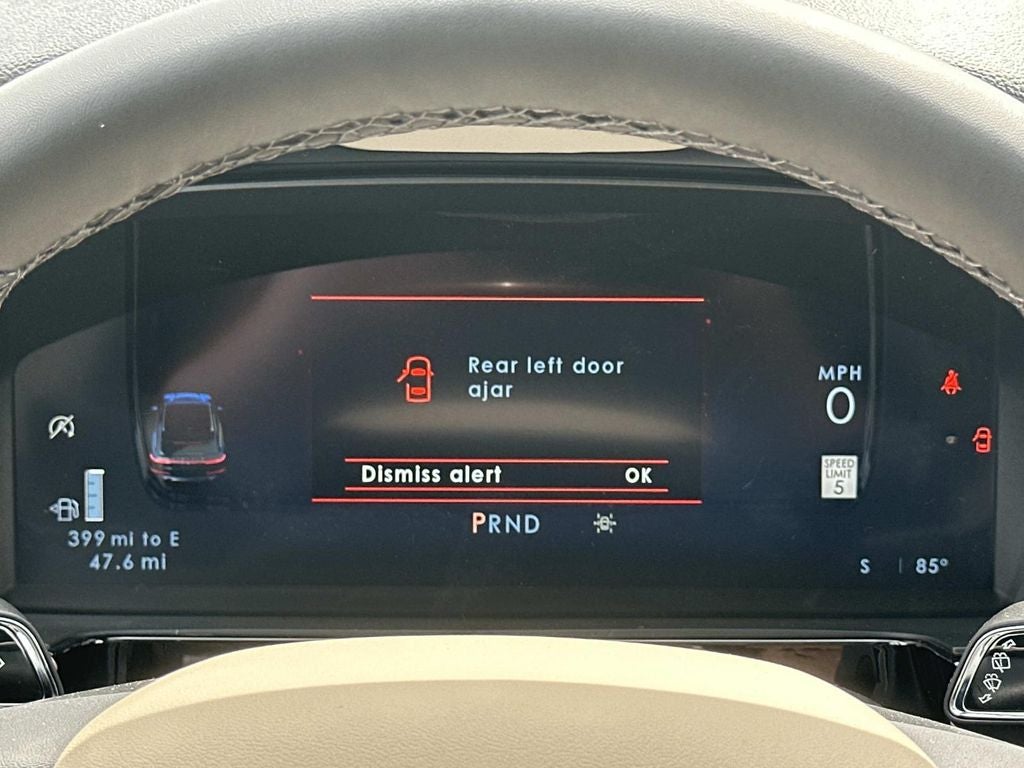 Rear left door
ajar
MPH
0
SPEED
LIMIT
5
Dismiss alert OK
PRND
399 mi to E
47.6 mi
S 85°